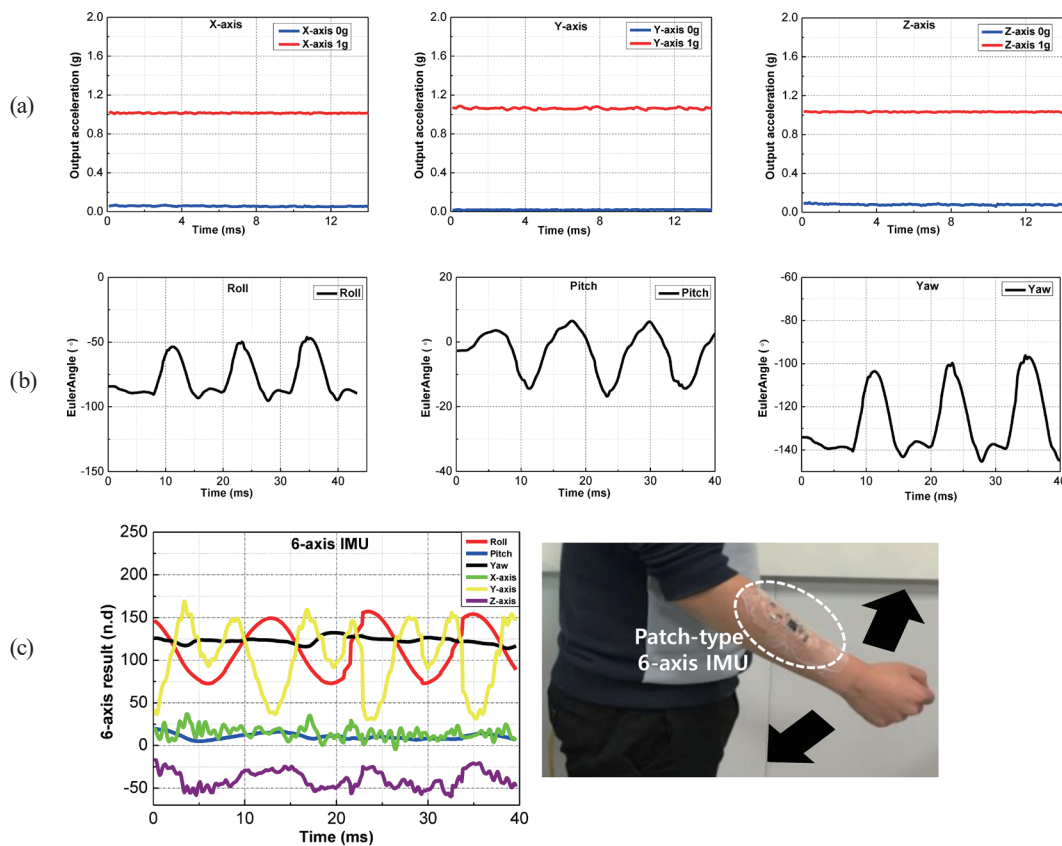 (a)
X-axis
X-axis 0g
X-axis 1g
Output acceleration (g)
2.0
1.6
1.2
0.8
0.4
0.0
0 4 8 12
Time (ms)
Y-axis
Y-axis 0g
Y-axis 1g
Output acceleration (g)
2.0
1.6
1.2
0.8
0.4
0.0
0 4 8 12
Time (ms)
Z-axis
Z-axis 0g
Z-axis 1g
Output acceleration (g)
2.0
1.6
1.2
0.8
0.4
0.0
0 4 8 12
Time (ms)
(b)
Roll
Roll
EulerAngle (°)
0
-50
-100
-150
0 10 20 30 40
Time (ms)
Pitch
Pitch
EulerAngle (°)
20
0
-20
-40
0 10 20 30 40
Time (ms)
Yaw
Yaw
EulerAngle (°)
-60
-80
-100
-120
-140
0 10 20 30 40
Time (ms)
(c)
6-axis IMU
Roll
Pitch
Yaw
X-axis
Y-axis
Z-axis
6-axis result (n.d)
250
200
150
100
50
0
-50
0 10 20 30 40
Time (ms)
Patch-type
6-axis IMU